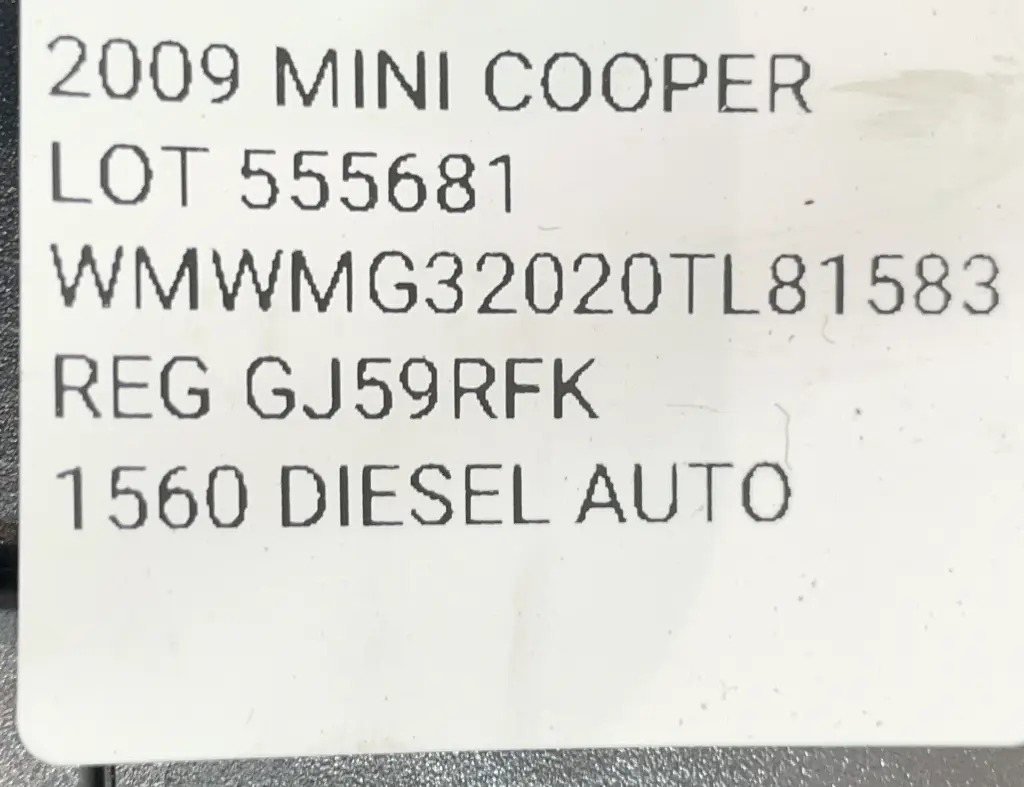 2009 MINI COOPER
LOT 555681
WMWMG32020TL81583
REG GJ59RFK
1560 DIESEL AUTO